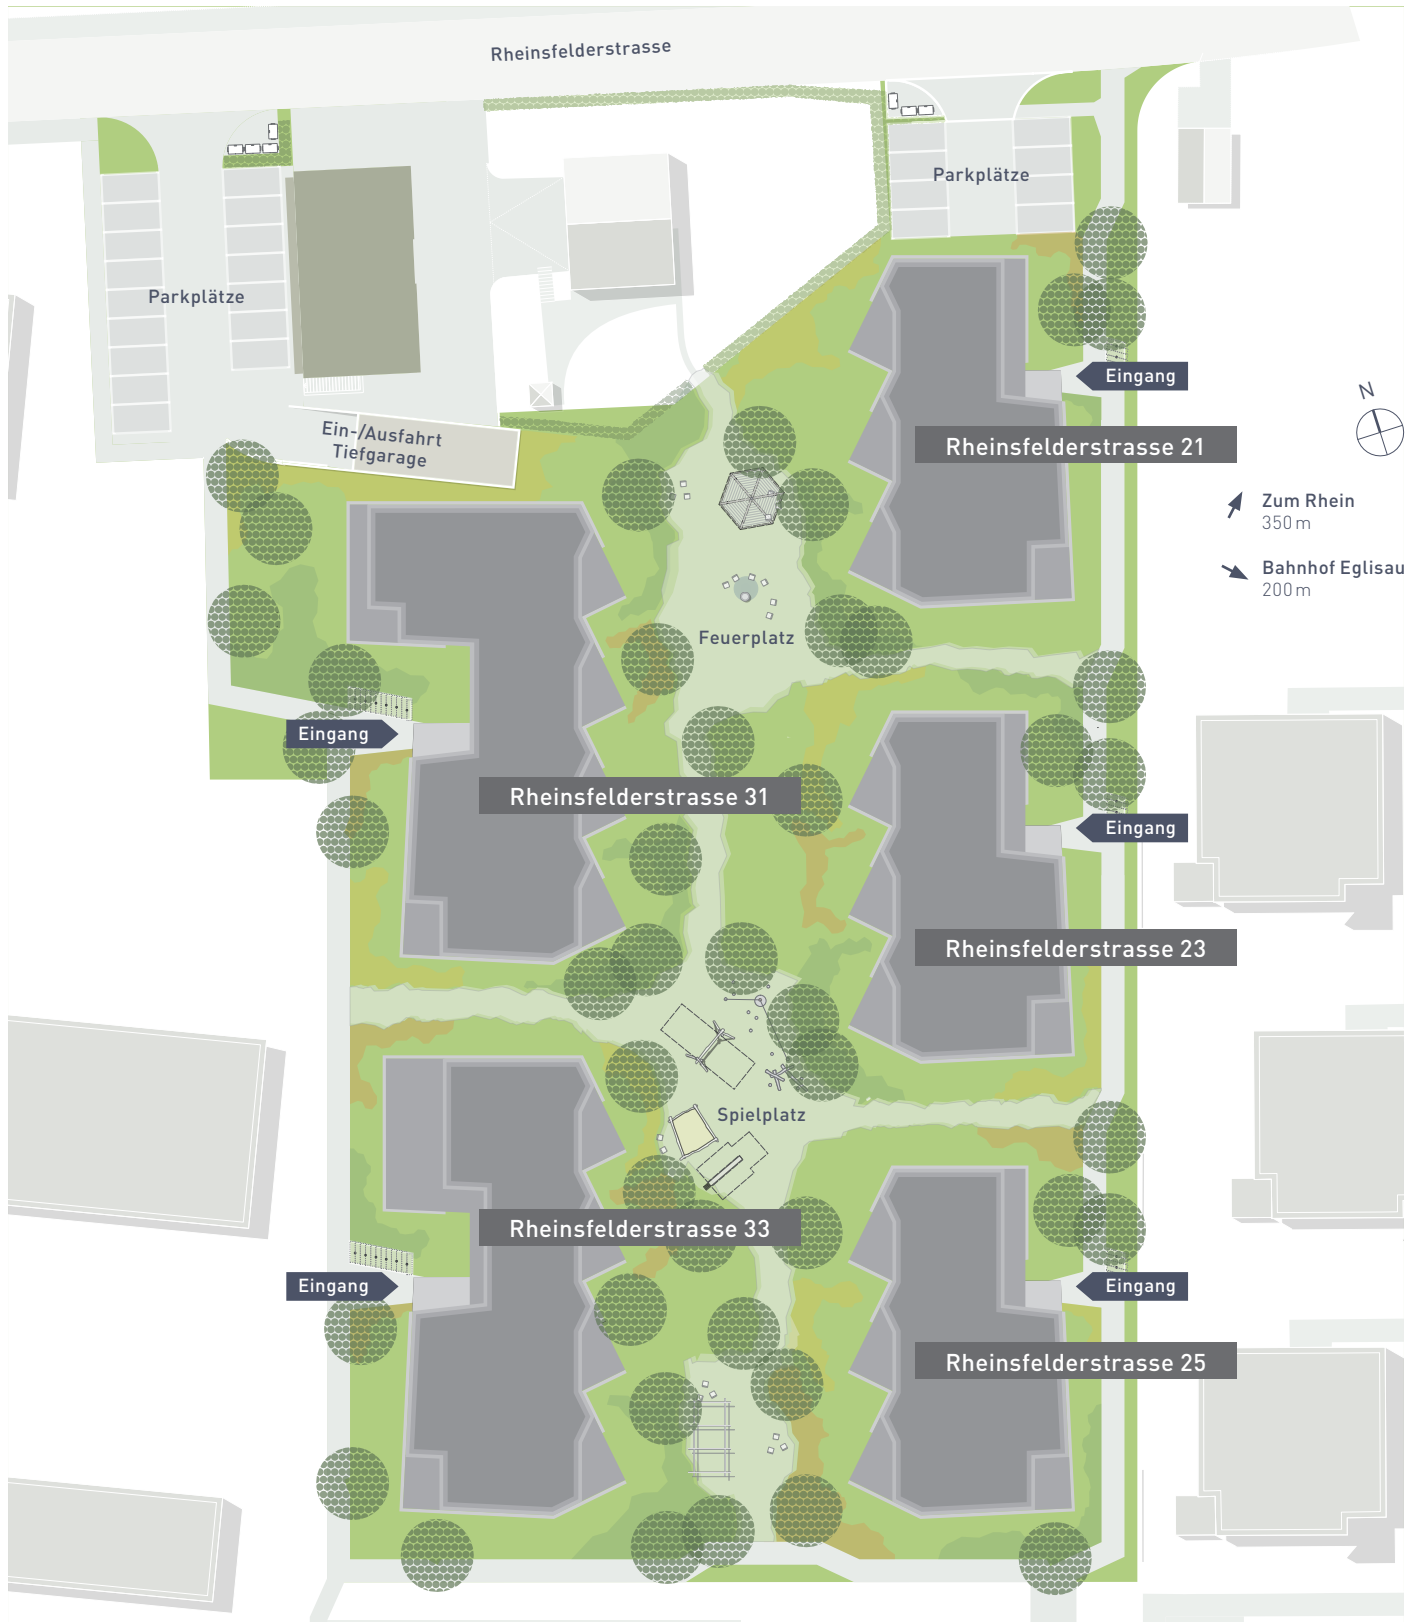 Rheinsfelderstrasse
Parkplätze
Parkplätze
Eingang
N
Ein-/Ausfahrt
Tiefgarage
Rheinsfelderstrasse 21
Zum Rhein
350 m
Bahnhof Eglisau
200 m
Feuerplatz
Eingang
Rheinsfelderstrasse 31
Eingang
Rheinsfelderstrasse 23
Spielplatz
Rheinsfelderstrasse 33
Eingang
Eingang
Rheinsfelderstrasse 25